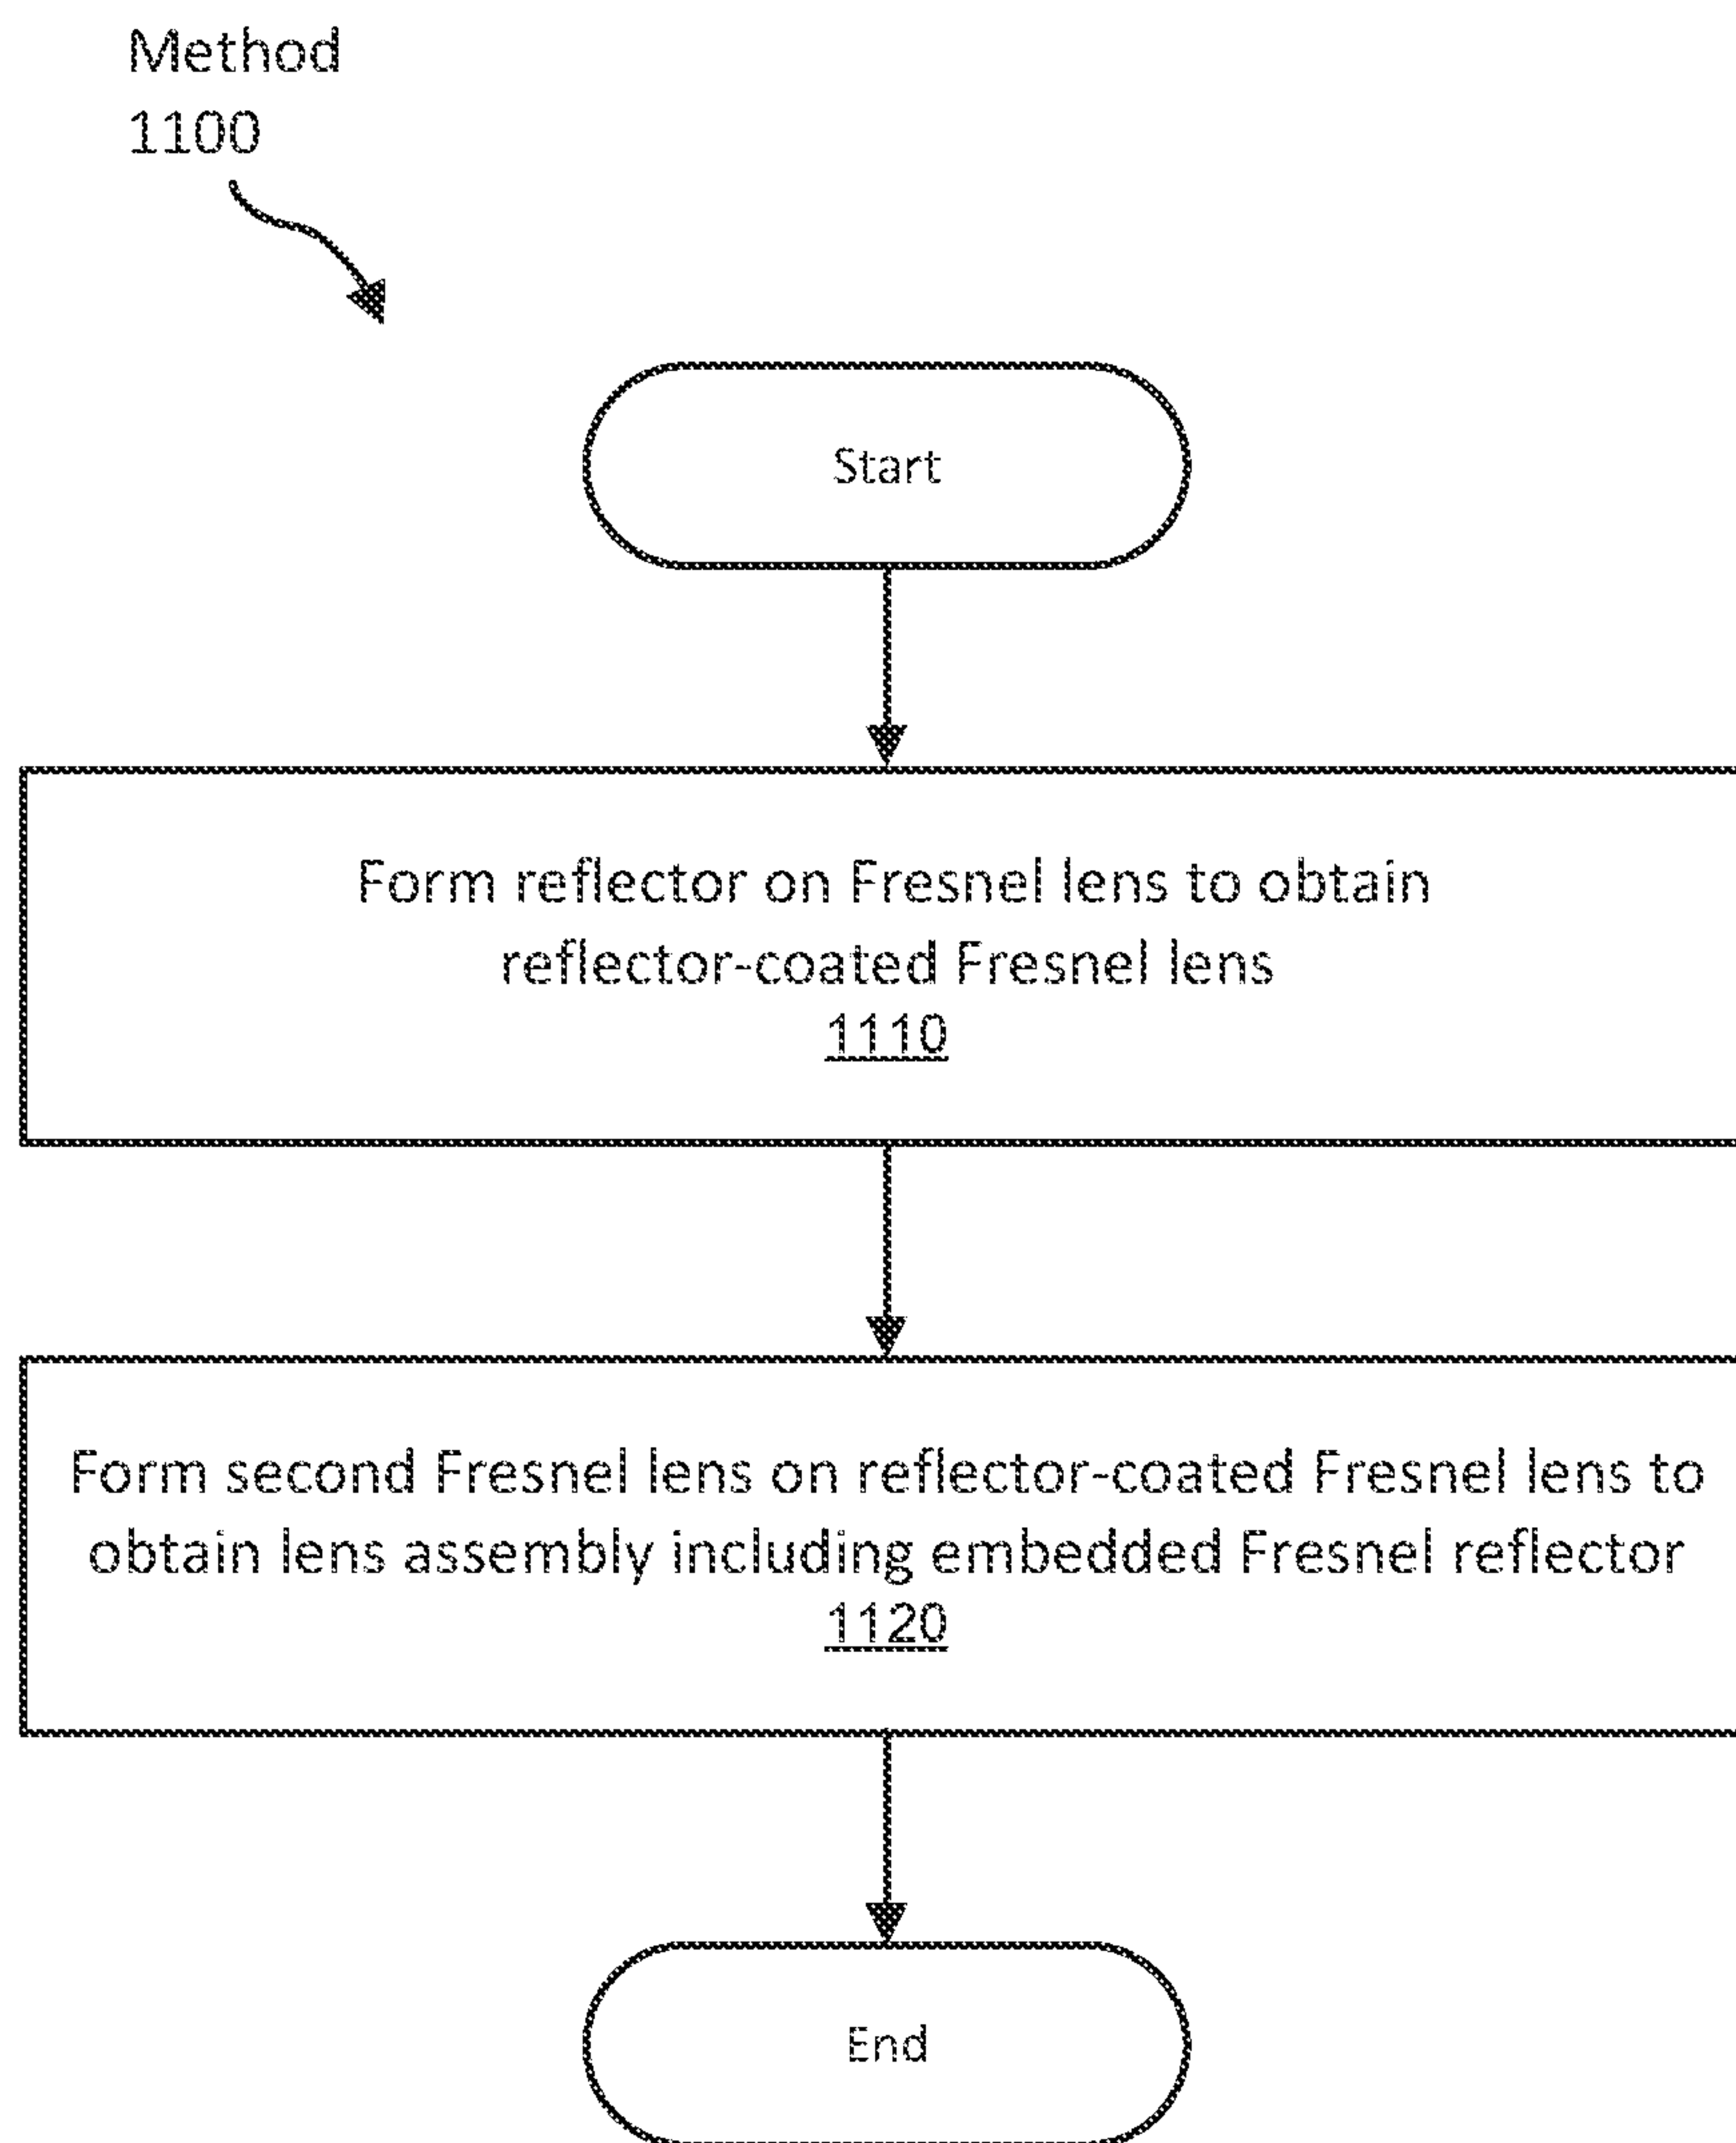 Method
1100
Start
Form reflector on Fresnel lens to obtain
reflector-coated Fresnel lens
1110
Form second Fresnel lens on reflector-coated Fresnel lens to
obtain lens assembly including embedded Fresnel reflector
1120
End